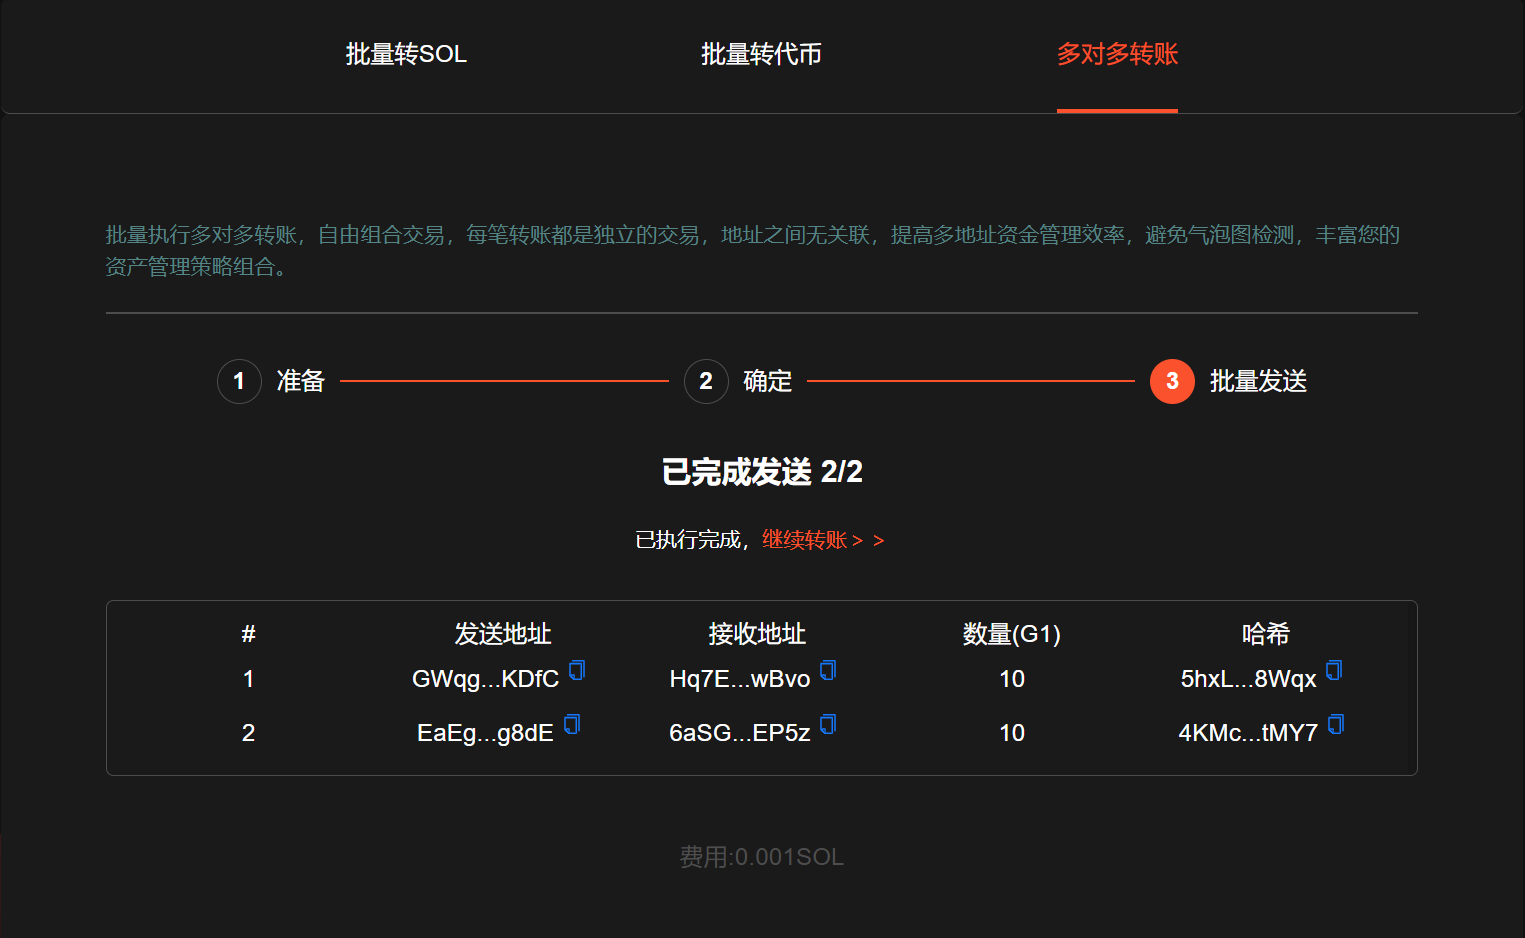 批量转SOL 批量转代币 多对多转账
批量执行多对多转账，自由组合交易，每笔转账都是独立的交易，地址之间无关联，提高多地址资金管理效率，避免气泡图检测，丰富您的
资产管理策略组合。
1 准备 2 确定 3 批量发送
已完成发送 2/2
已执行完成，继续转账＞＞
# 发送地址 接收地址 数量(G1) 哈希
1 GWqg...KDfC Hq7E...wBvo 10 5hxL...8Wqx
2 EaEg...g8dE 6aSG...EP5z 10 4KMc...tMY7
费用:0.001SOL